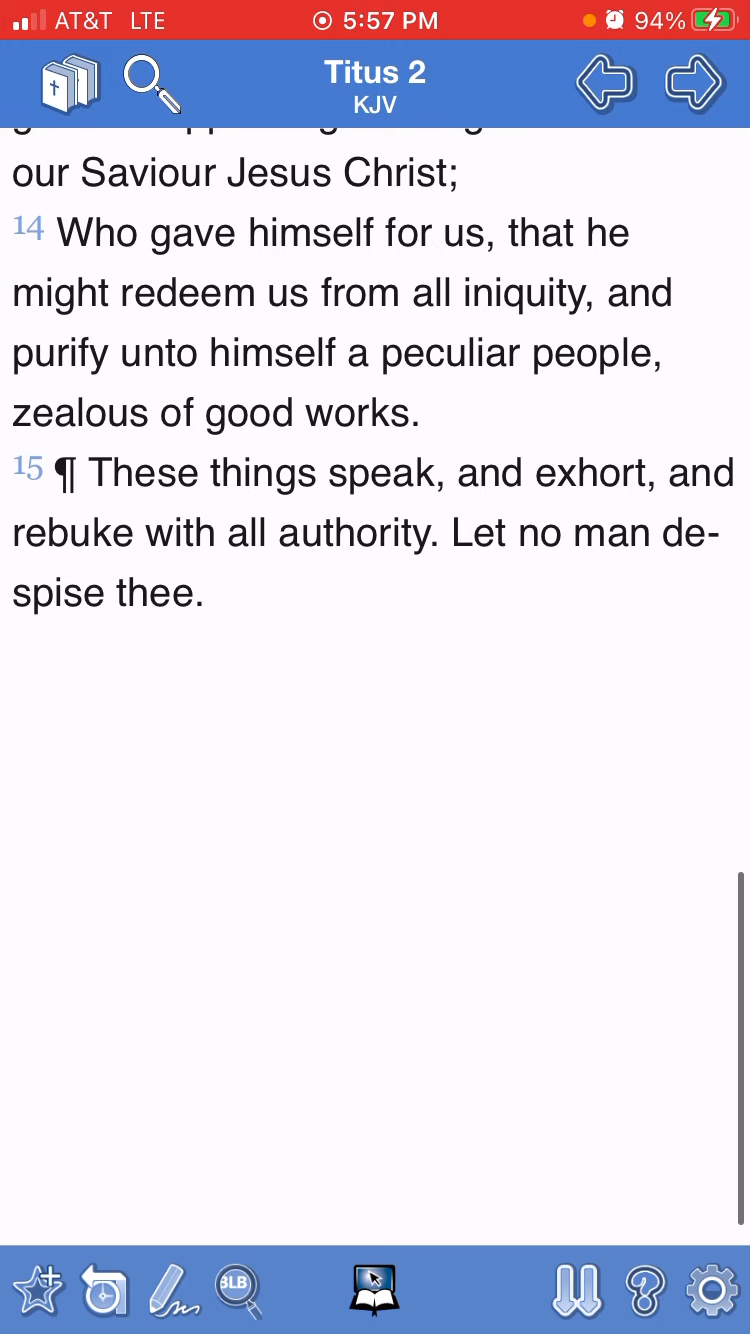 AT&T LTE 5:57 PM 94%
Titus 2
KJV
our Saviour Jesus Christ;
14 Who gave himself for us, that he
might redeem us from all iniquity, and
purify unto himself a peculiar people,
zealous of good works.
15 ¶ These things speak, and exhort, and
rebuke with all authority. Let no man de-
spise thee.
BLB